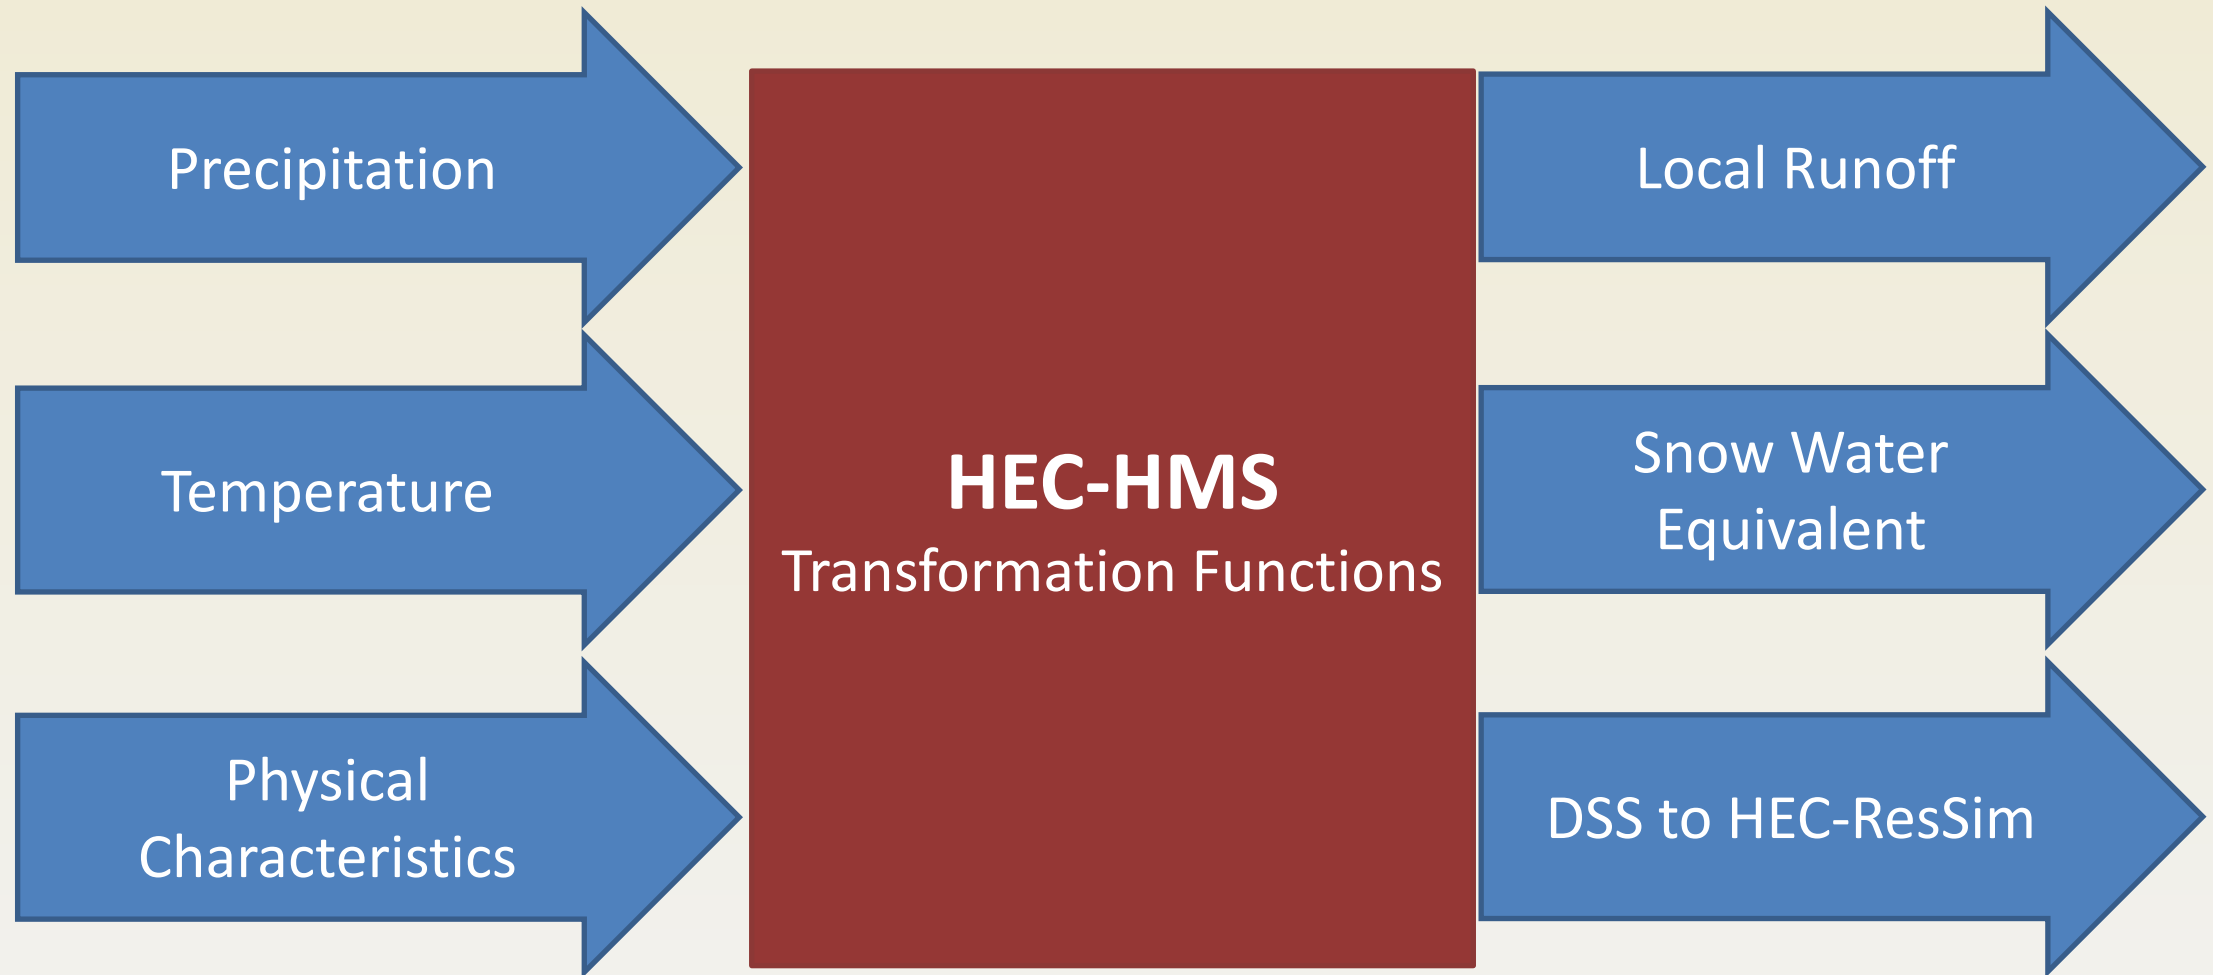 Precipitation
Temperature
Physical
Characteristics
HEC-HMS
Transformation Functions
Local Runoff
Snow Water
Equivalent
DSS to HEC-ResSim